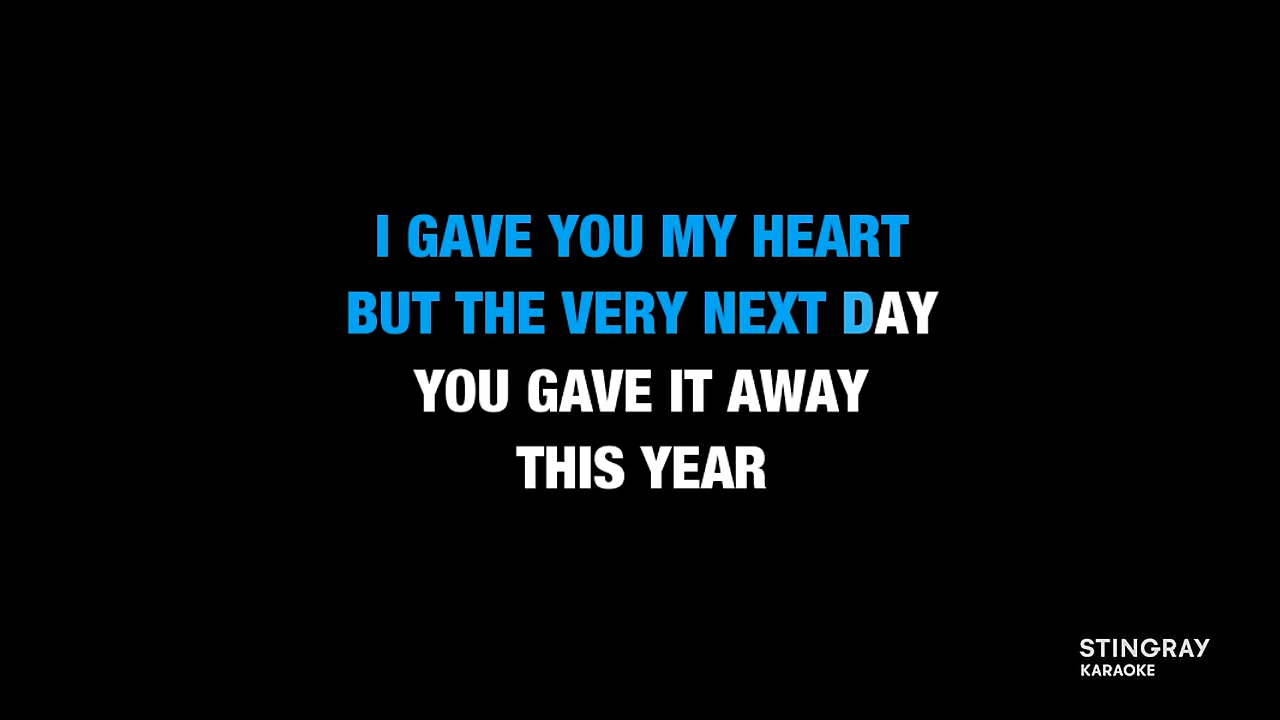 I GAVE YOU MY HEART
BUT THE VERY NEXT DAY
YOU GAVE IT AWAY
THIS YEAR
STINGRAY
KARAOKE